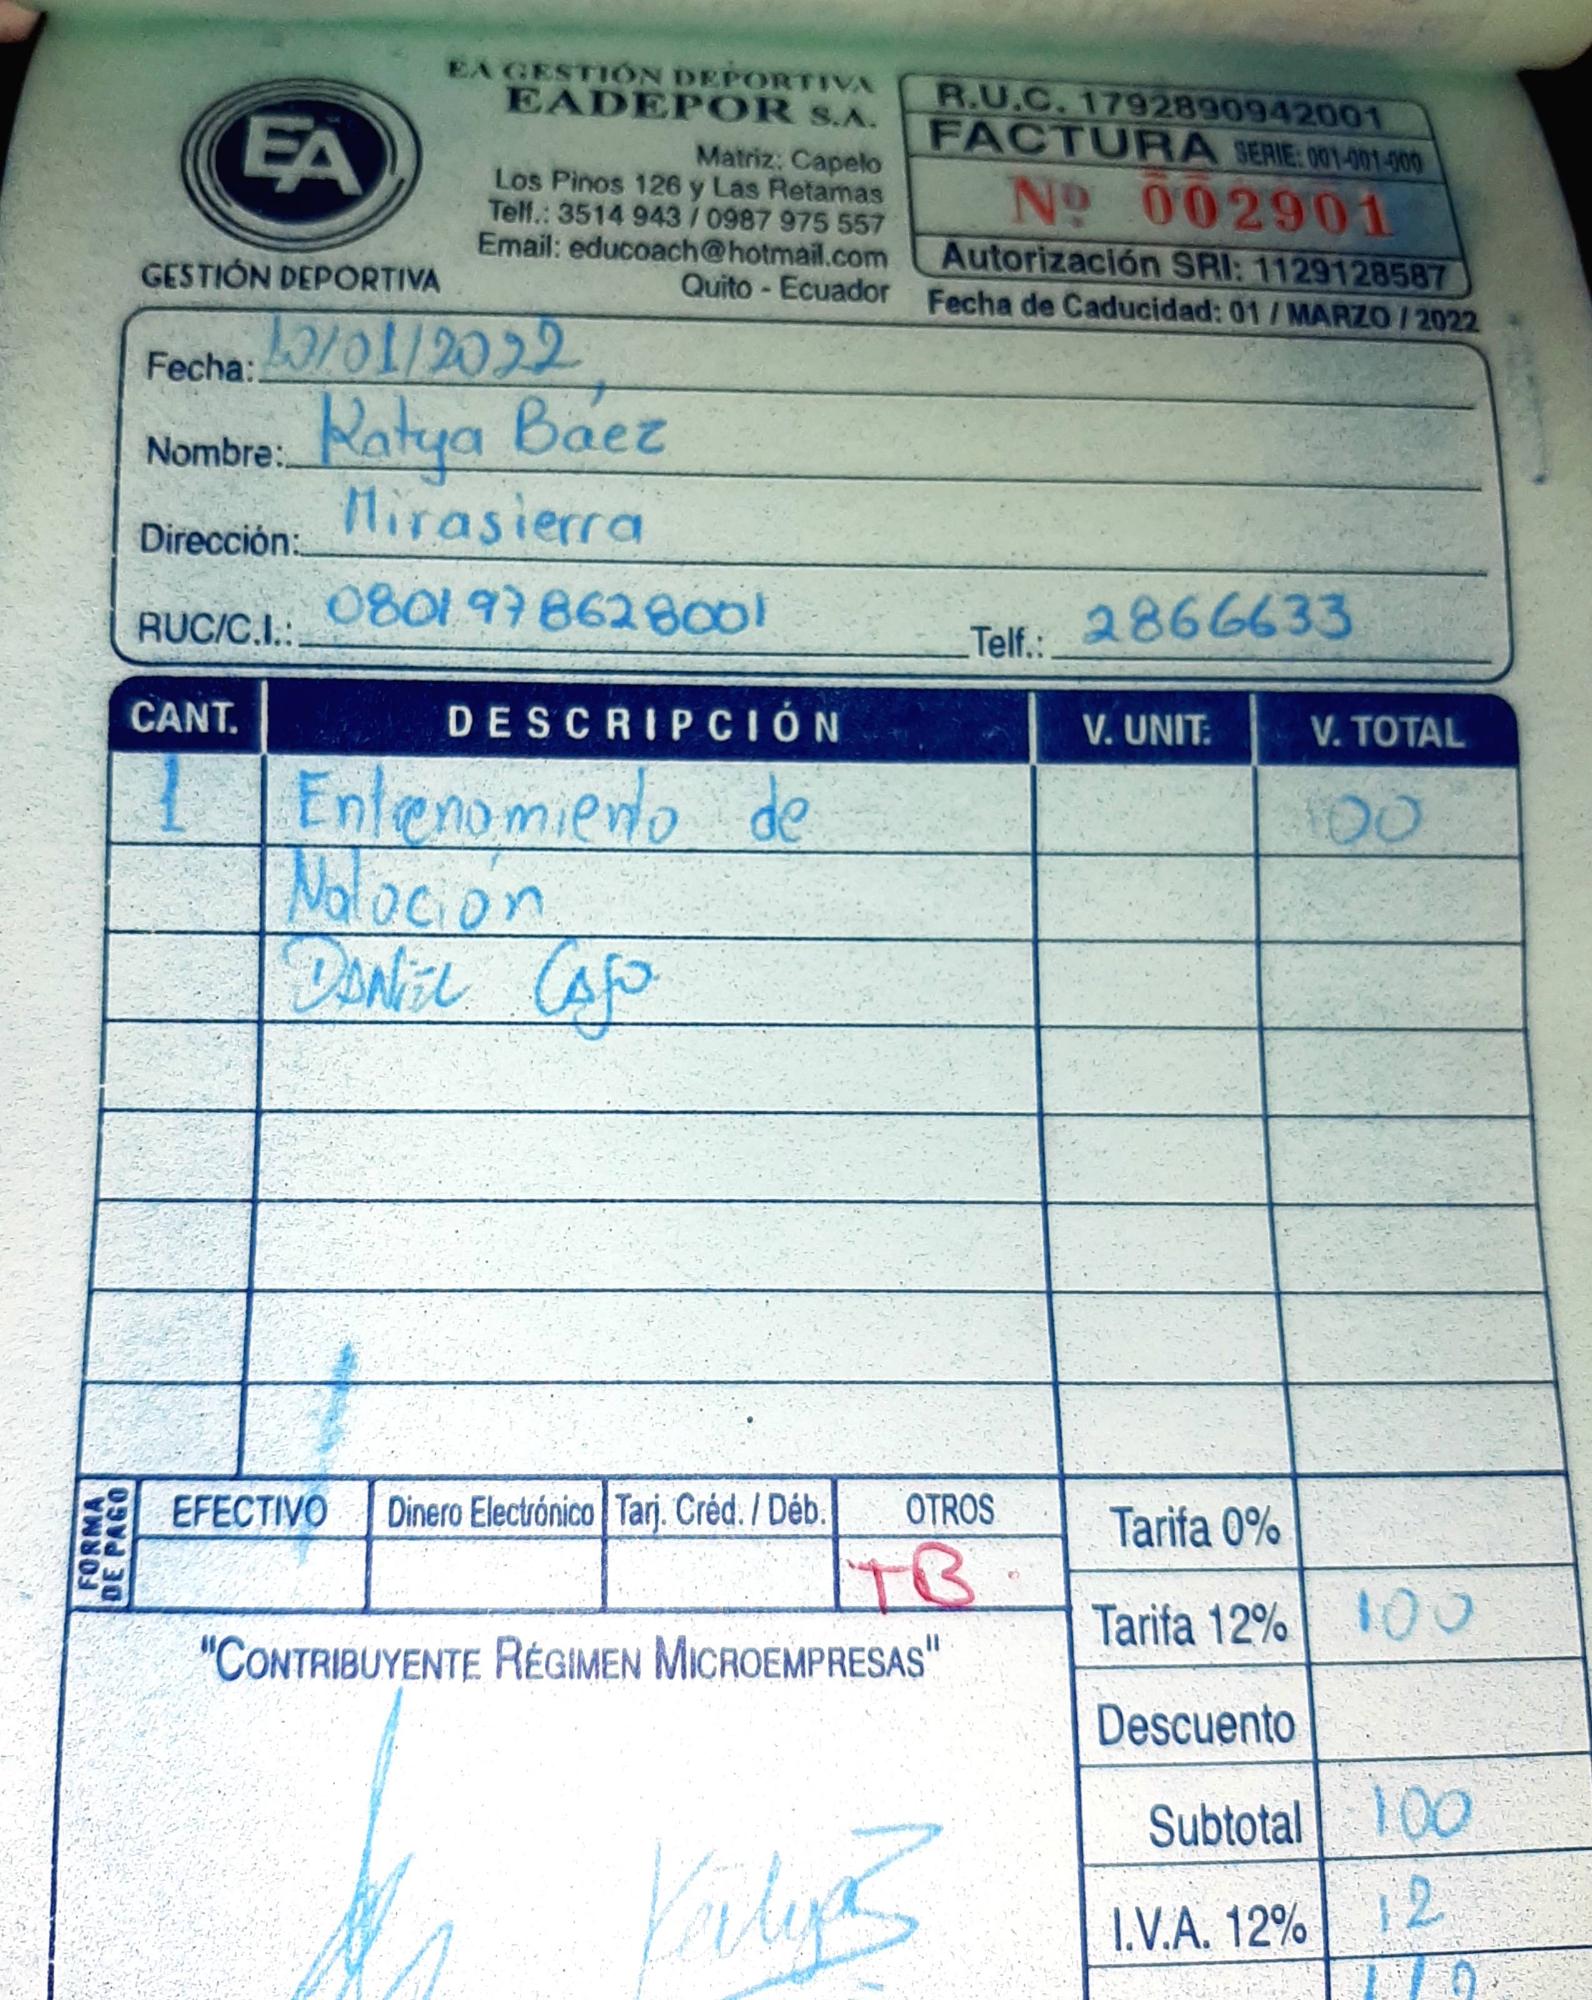 EA
GESTIÓN DEPORTIVA
EA GESTIÓN DEPORTIVA
EADEPOR S.A.
Matriz: Capelo
Los Pinos 126 y Las Retamas
Telf.: 3514 943 / 0987 975 557
Email: educoach@hotmail.com
Quito - Ecuador
R.U.C. 1792890942001
FACTURA SERIE: 001-001-000
Nº 002901
Autorización SRI: 1129128587
Fecha de Caducidad: 01 / MARZO / 2022
Fecha: 10/01/2022
Nombre: Katya Báez
Dirección: Mirasierra
RUC/C.I.: 0801978628001 Telf.: 2866633
CANT. DESCRIPCIÓN V. UNIT. V. TOTAL
1 Entrenamiento de 100
Natación
DANIEL
FORMA DE PAGO
EFECTIVO Dinero Electrónico Tarj. Créd. / Déb. OTROS
TB
Tarifa 0%
Tarifa 12% 100
Descuento
Subtotal 100
I.V.A. 12% 12
112
"CONTRIBUYENTE RÉGIMEN MICROEMPRESAS"
KatyaB